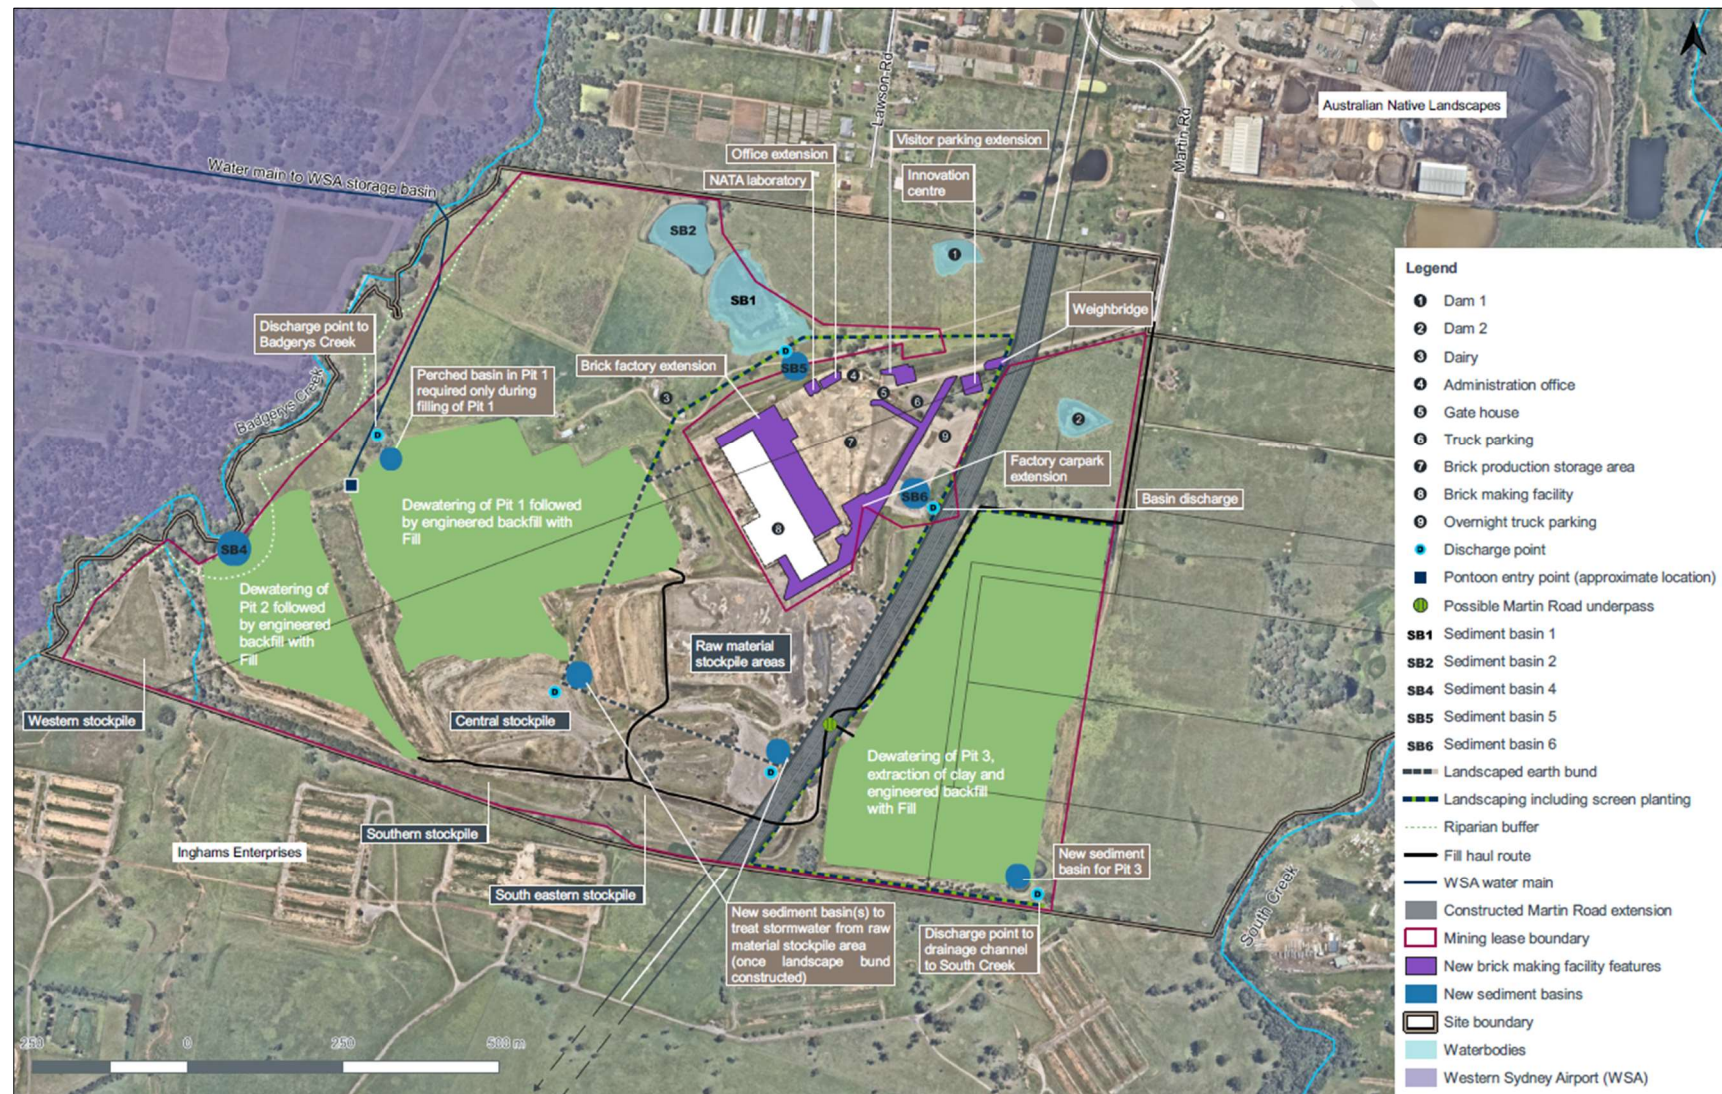 Lawson Rd
Martin Rd
Australian Native Landscapes
Visitor parking extension
Office extension
NATA laboratory
Innovation
centre
Water main to WSA storage basin
SB2
1
SB1
Weighbridge
Discharge point to
Badgerys Creek
Brick factory extension
D
SB5
4
Perched basin in Pit 1
required only during
filling of Pit 1
3
5
6
2
Badgerys Creek
D
7
9
Factory carpark
extension
Dewatering of Pit 1 followed
by engineered backfill with
Fill
SB6
D
Basin discharge
8
SB4
Dewatering of
Pit 2 followed
by engineered
backfill with
Fill
Raw material
stockpile areas
D
Western stockpile
Central stockpile
Dewatering of Pit 3,
extraction of clay and
engineered backfill
with Fill
D
Southern stockpile
Inghams Enterprises
South eastern stockpile
New sediment
basin for Pit 3
D
South Creek
New sediment basin(s) to
treat stormwater from raw
material stockpile area
(once landscape bund
constructed)
Discharge point to
drainage channel
to South Creek
250 0 250 500 m
Legend
1 Dam 1
2 Dam 2
3 Dairy
4 Administration office
5 Gate house
6 Truck parking
7 Brick production storage area
8 Brick making facility
9 Overnight truck parking
D Discharge point
Pontoon entry point (approximate location)
Possible Martin Road underpass
SB1 Sediment basin 1
SB2 Sediment basin 2
SB4 Sediment basin 4
SB5 Sediment basin 5
SB6 Sediment basin 6
Landscaped earth bund
Landscaping including screen planting
Riparian buffer
Fill haul route
WSA water main
Constructed Martin Road extension
Mining lease boundary
New brick making facility features
New sediment basins
Site boundary
Waterbodies
Western Sydney Airport (WSA)